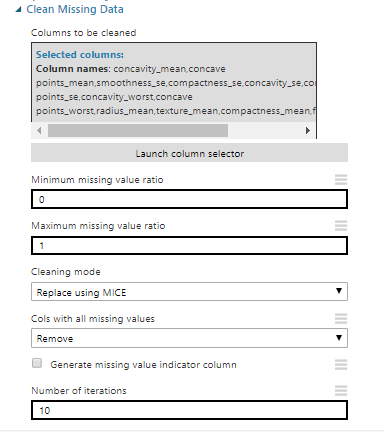 Clean Missing Data
Columns to be cleaned
Selected columns:
Column names: concavity_mean,concave
points_mean,smoothness_se,compactness_se,concavity_se,co
points_se,concavity_worst,concave
points_worst,radius_mean,texture_mean,compactness_mean,f
Launch column selector
Minimum missing value ratio
0
Maximum missing value ratio
1
Cleaning mode
Replace using MICE
Cols with all missing values
Remove
Generate missing value indicator column
Number of iterations
10